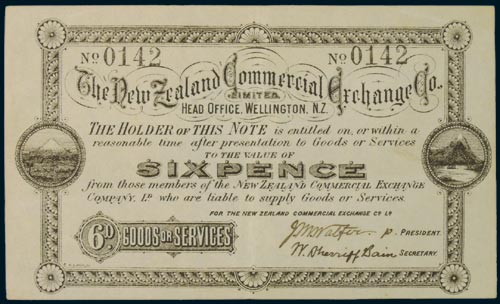 No 0142 No 0142
The New Zealand Commercial Exchange Co.
LIMITED.
HEAD OFFICE, WELLINGTON, N.Z.
THE HOLDER OF THIS NOTE is entitled on, or within a
reasonable time after presentation to Goods or Services
TO THE VALUE OF
SIXPENCE
from those members of the NEW ZEALAND COMMERCIAL EXCHANGE
COMPANY, Ld who are liable to supply Goods or Services.
FOR THE NEW ZEALAND COMMERCIAL EXCHANGE Co Ld
6D GOODS OR SERVICES
p. PRESIDENT.
W. Sherriff Bain SECRETARY.